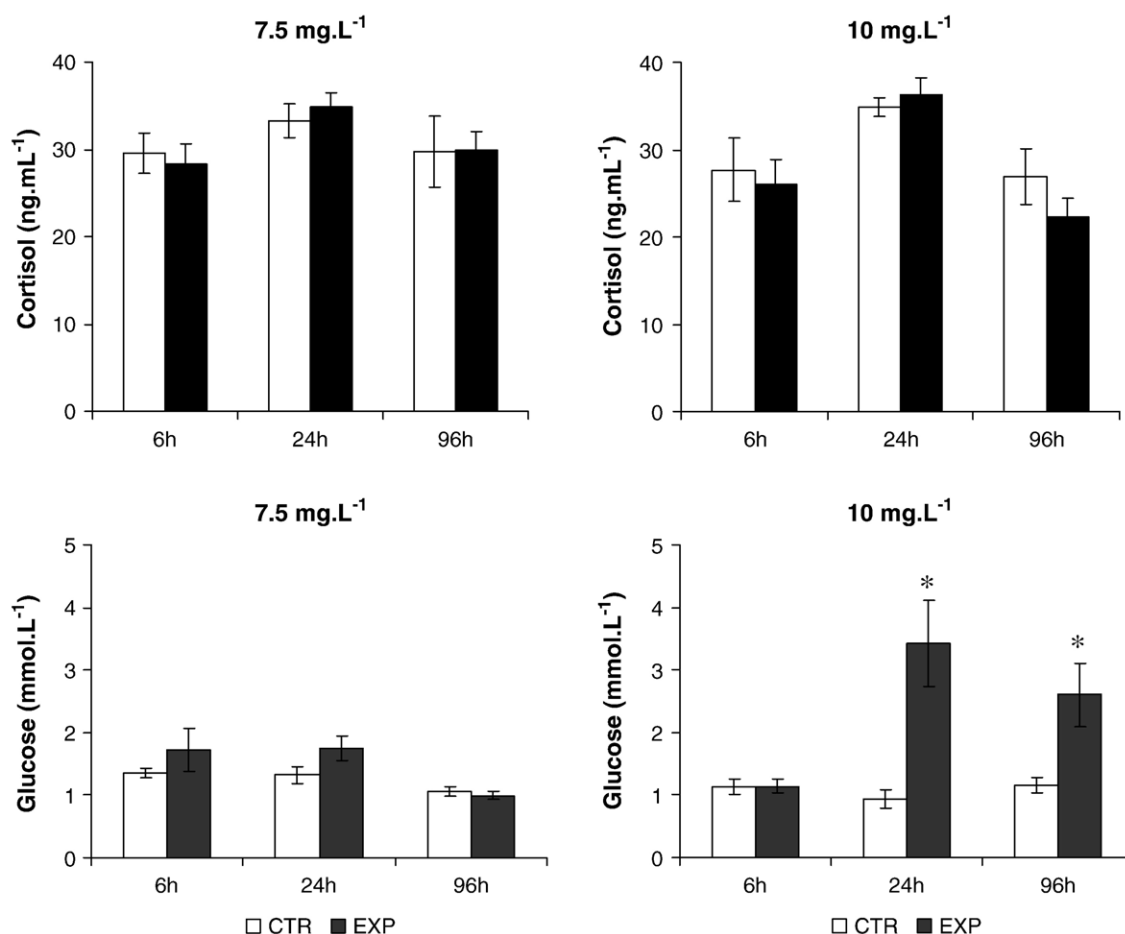 7.5 mg.L⁻¹
Cortisol (ng.mL⁻¹)
40
30
20
10
0
6h 24h 96h
10 mg.L⁻¹
Cortisol (ng.mL⁻¹)
40
30
20
10
0
6h 24h 96h
7.5 mg.L⁻¹
Glucose (mmol.L⁻¹)
5
4
3
2
1
0
6h 24h 96h
CTR EXP
10 mg.L⁻¹
Glucose (mmol.L⁻¹)
5
4
3
2
1
0
*
*
6h 24h 96h
CTR EXP